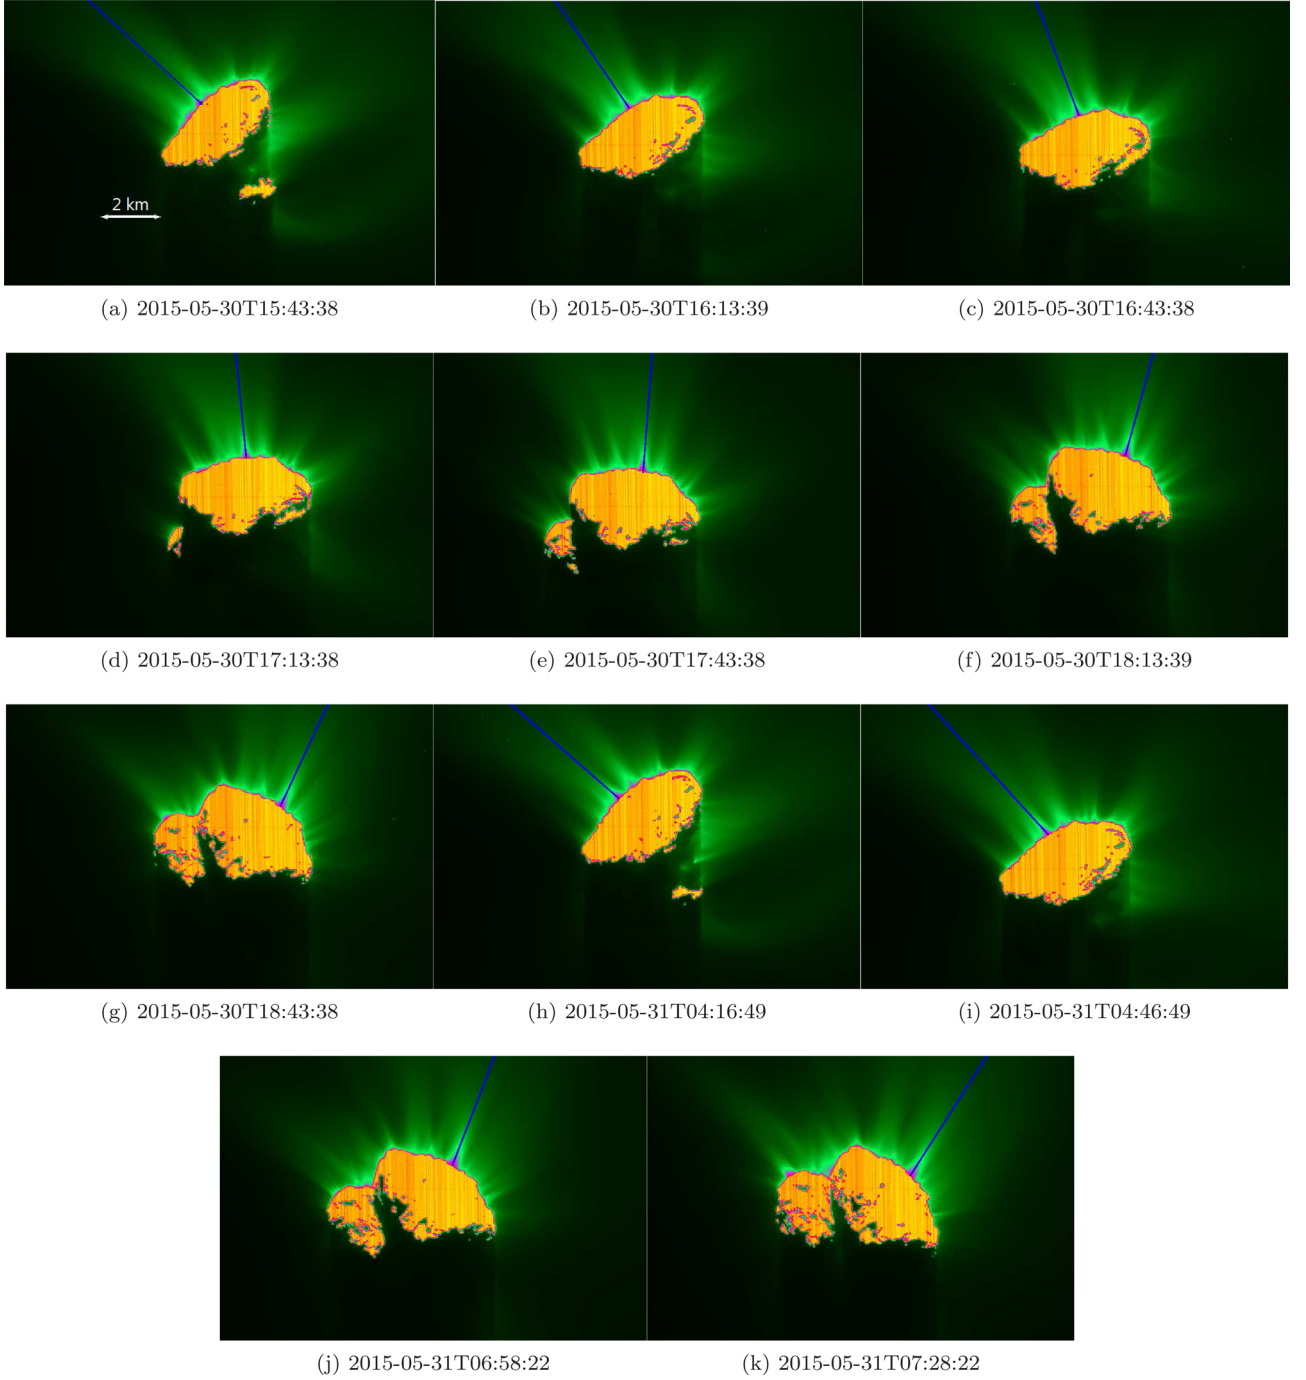 2 km
(a) 2015-05-30T15:43:38
(b) 2015-05-30T16:13:39
(c) 2015-05-30T16:43:38
(d) 2015-05-30T17:13:38
(e) 2015-05-30T17:43:38
(f) 2015-05-30T18:13:39
(g) 2015-05-30T18:43:38
(h) 2015-05-31T04:16:49
(i) 2015-05-31T04:46:49
(j) 2015-05-31T06:58:22
(k) 2015-05-31T07:28:22